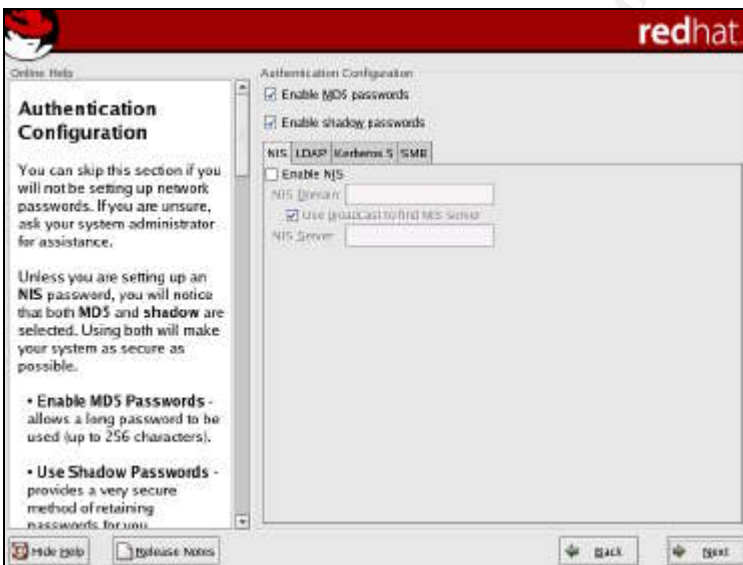 redhat.
Online Help
Authentication
Configuration
You can skip this section if you
will not be setting up network
passwords. If you are unsure,
ask your system administrator
for assistance.
Unless you are setting up an
NIS password, you will notice
that both MD5 and shadow are
selected. Using both will make
your system as secure as
possible.
• Enable MD5 Passwords -
allows a long password to be
used (up to 256 characters).
• Use Shadow Passwords -
provides a very secure
method of retaining
passwords for you
Authentication Configuration
Enable MD5 passwords
Enable shadow passwords
NIS LDAP Kerberos 5 SMB
Enable NIS
NIS Domain:
Use broadcast to find NIS server
NIS Server:
Hide Help
Release Notes
Back
Next